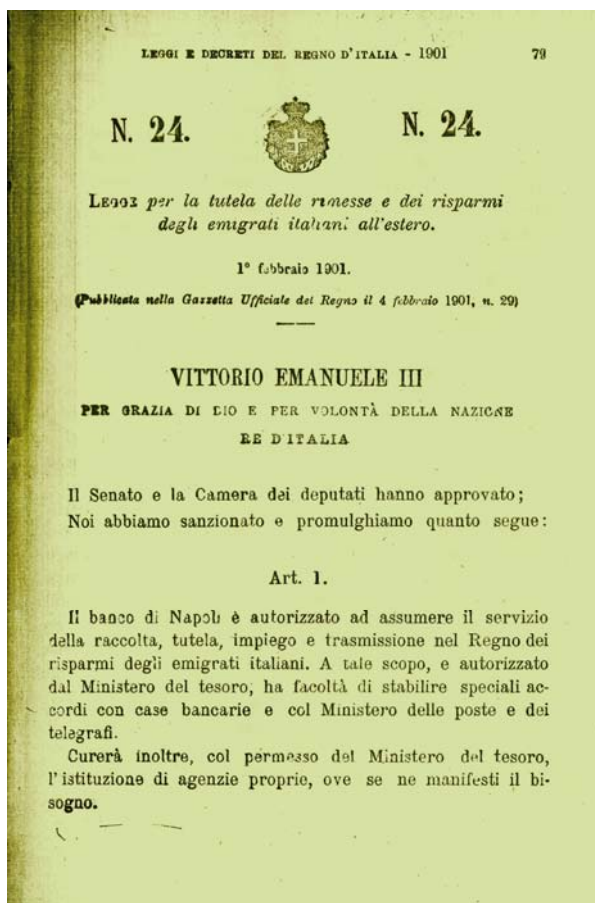 LEGGI E DECRETI DEL REGNO D'ITALIA - 1901 79
N. 24. N. 24.
LEGGE per la tutela delle rimesse e dei risparmi
degli emigrati italiani all'estero.
1° febbraio 1901.
(Pubblicata nella Gazzetta Ufficiale del Regno il 4 febbraio 1901, n. 29)
VITTORIO EMANUELE III
PER GRAZIA DI DIO E PER VOLONTÀ DELLA NAZIONE
RE D'ITALIA
Il Senato e la Camera dei deputati hanno approvato;
Noi abbiamo sanzionato e promulghiamo quanto segue:
Art. 1.
Il banco di Napoli è autorizzato ad assumere il servizio
della raccolta, tutela, impiego e trasmissione nel Regno dei
risparmi degli emigrati italiani. A tale scopo, e autorizzato
dal Ministero del tesoro, ha facoltà di stabilire speciali ac-
cordi con case bancarie e col Ministero delle poste e dei
telegrafi.
Curerà inoltre, col permesso del Ministero del tesoro,
l'istituzione di agenzie proprie, ove se ne manifesti il bi-
sogno.